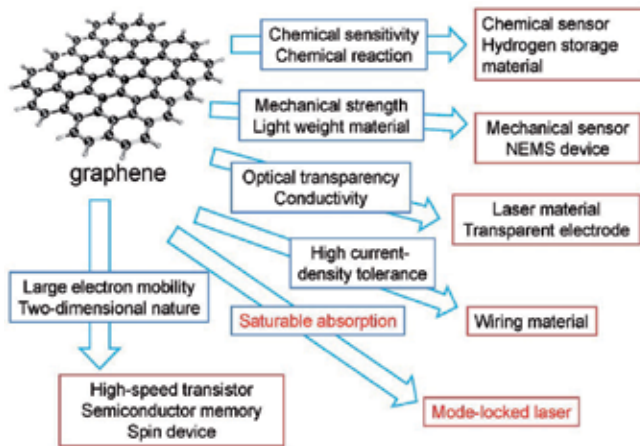 Chemical sensitivity
Chemical reaction
Chemical sensor
Hydrogen storage
material
Mechanical strength
Light weight material
Mechanical sensor
NEMS device
graphene
Optical transparency
Conductivity
Laser material
Transparent electrode
High current-
density tolerance
Large electron mobility
Two-dimensional nature
Saturable absorption
Wiring material
High-speed transistor
Semiconductor memory
Spin device
Mode-locked laser